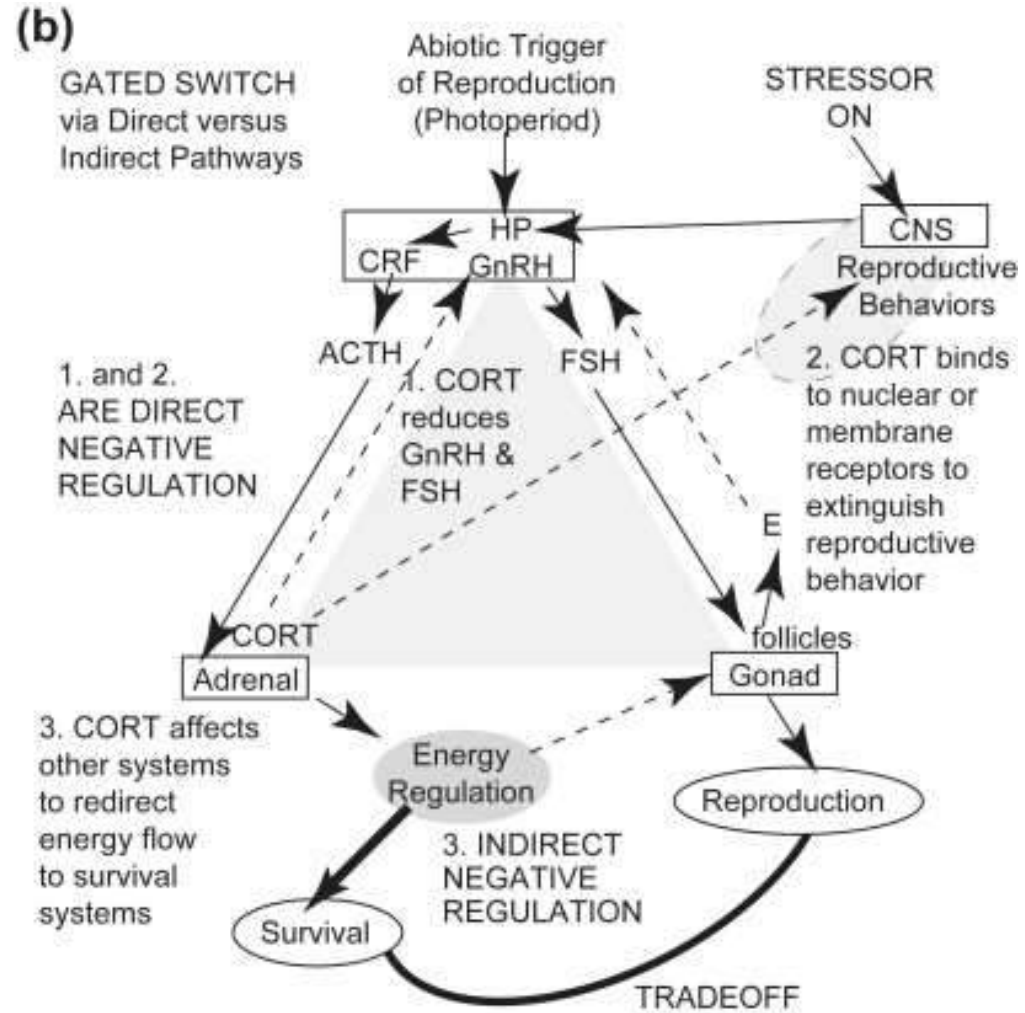 (b)
GATED SWITCH
via Direct versus
Indirect Pathways
Abiotic Trigger
of Reproduction
(Photoperiod)
STRESSOR
ON
HP
CRF
GnRH
CNS
Reproductive
Behaviors
ACTH
FSH
1. and 2.
ARE DIRECT
NEGATIVE
REGULATION
1. CORT
reduces
GnRH &
FSH
2. CORT binds
to nuclear or
membrane
receptors to
extinguish
reproductive
behavior
E
CORT
Adrenal
follicles
Gonad
3. CORT affects
other systems
to redirect
energy flow
to survival
systems
Energy
Regulation
Reproduction
3. INDIRECT
NEGATIVE
REGULATION
Survival
TRADEOFF